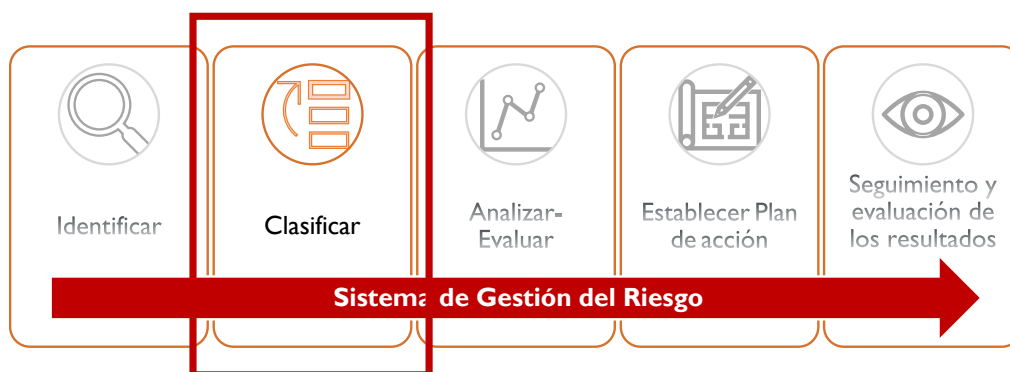 Identificar
Clasificar
Analizar-
Evaluar
Establecer Plan
de acción
Seguimiento y
evaluación de
los resultados
Sistema de Gestión del Riesgo